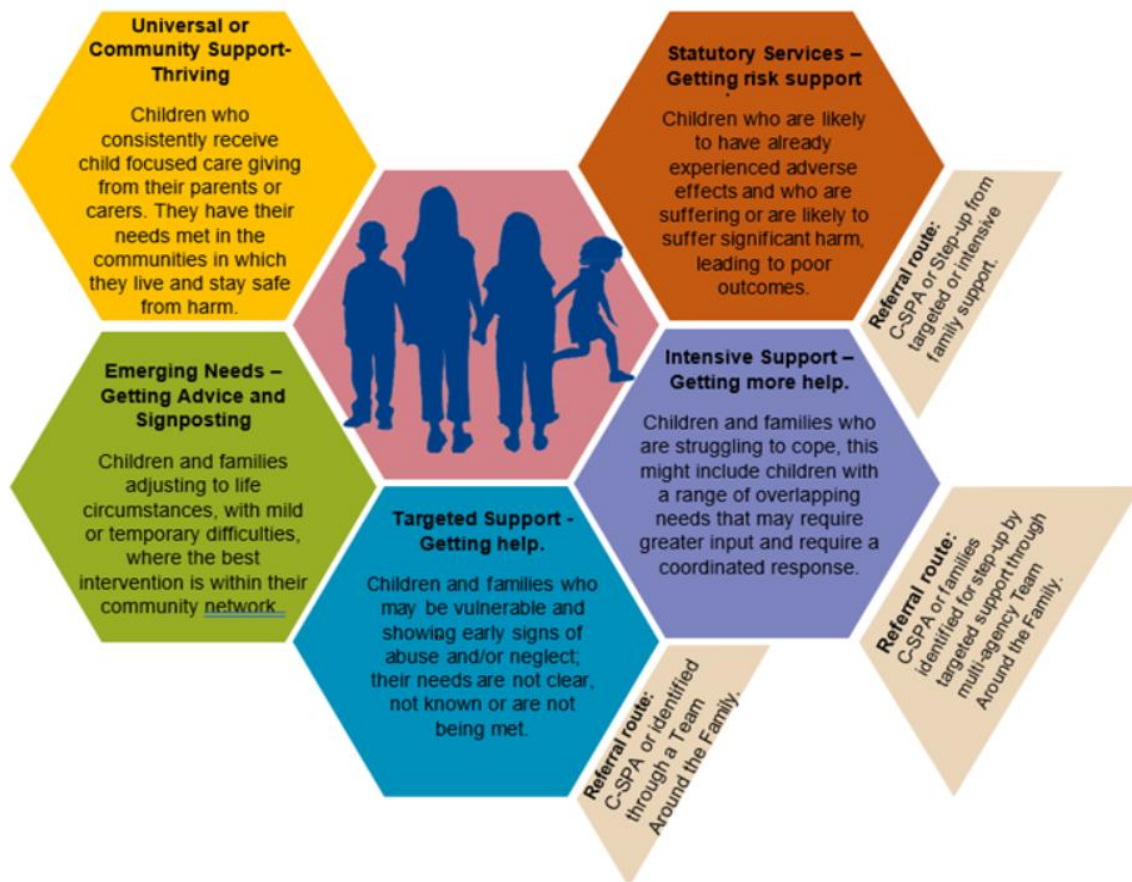 Universal or
Community Support-
Thriving
Children who
consistently receive
child focused care giving
from their parents or
carers. They have their
needs met in the
communities in which
they live and stay safe
from harm.
Emerging Needs –
Getting Advice and
Signposting
Children and families
adjusting to life
circumstances, with mild
or temporary difficulties,
where the best
intervention is within their
community network
Targeted Support -
Getting help.
Children and families who
may be vulnerable and
showing early signs of
abuse and/or neglect;
their needs are not clear,
not known or are not
being met.
Referral route:
C-SPA or identified
through a Team
Around the Family.
Intensive Support –
Getting more help.
Children and families who
are struggling to cope, this
might include children with
a range of overlapping
needs that may require
greater input and require a
coordinated response.
Referral route:
C-SPA or families
identified for step-up by
targeted support through
multi-agency Team
Around the Family.
Statutory Services –
Getting risk support
.
Children who are likely
to have already
experienced adverse
effects and who are
suffering or are likely to
suffer significant harm,
leading to poor
outcomes.
Referral route:
C-SPA or Step-up from
targeted or intensive
family support.